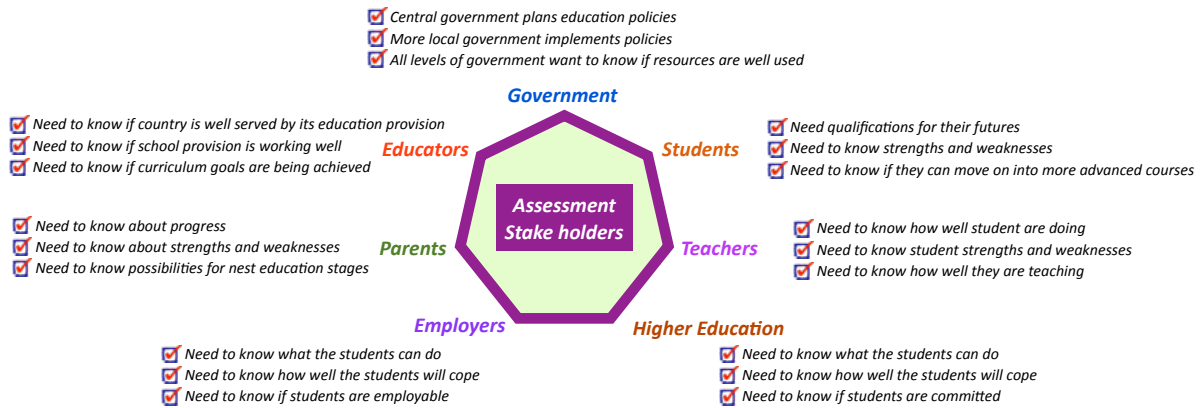 Central government plans education policies
More local government implements policies
All levels of government want to know if resources are well used
Government
Need to know if country is well served by its education provision
Need to know if school provision is working well
Need to know if curriculum goals are being achieved
Educators
Students
Need qualifications for their futures
Need to know strengths and weaknesses
Need to know if they can move on into more advanced courses
Assessment
Stake holders
Need to know about progress
Need to know about strengths and weaknesses
Need to know possibilities for nest education stages
Parents
Teachers
Need to know how well student are doing
Need to know student strengths and weaknesses
Need to know how well they are teaching
Employers
Need to know what the students can do
Need to know how well the students will cope
Need to know if students are employable
Higher Education
Need to know what the students can do
Need to know how well the students will cope
Need to know if students are committed